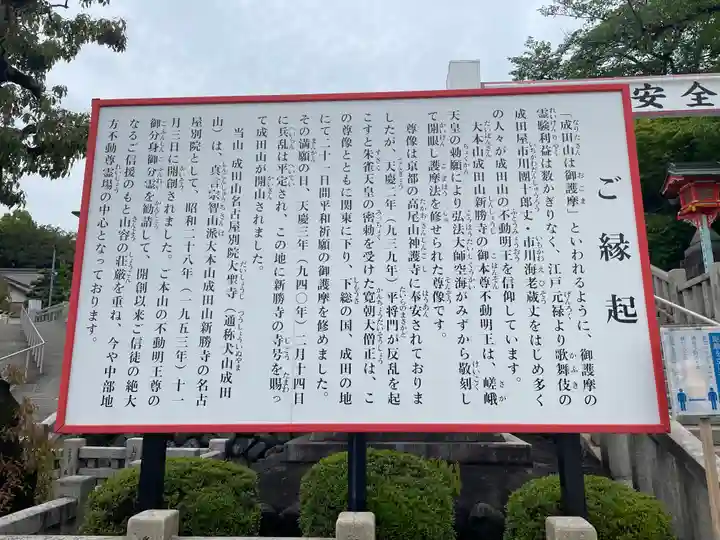 ご縁起
「成田山は御護摩」といわれるように、御護摩の
霊験利益は数かぎりなく、江戸元禄より歌舞伎の
成田屋市川團十郎丈・市川海老蔵丈をはじめ多く
の人々が成田山の不動明王を信仰しています。
大本山成田山新勝寺の御本尊不動明王は、嵯峨
天皇の勅願により弘法大師空海がみずから敬刻し
て開眼し護摩法を修せられた尊像です。
尊像は京都の高尾山神護寺に奉安されておりま
したが、天慶二年（九三九年）平将門が反乱を起
こすと朱雀天皇の密勅を受けた寛朝大僧正は、こ
の尊像とともに関東に下り、下総の国、成田の地
にて二十一日間平和祈願の御護摩を修めました。
その満願の日、天慶三年（九四〇年）二月十四日
に兵乱は平定され、この地に新勝寺の寺号を賜っ
て成田山が開山されました。
当山 成田山名古屋別院大聖寺（通称犬山成田
山）は、真言宗智山派大本山成田山新勝寺の名古
屋別院として、昭和二十八年（一九五三年）十一
月三日に開創されました。ご本山の不動明王尊の
御分身御分霊を勧請して、開創以来ご信徒の絶大
なるご信援のもと山容の荘厳を重ね、今や中部地
方不動尊霊場の中心となっております。
安全